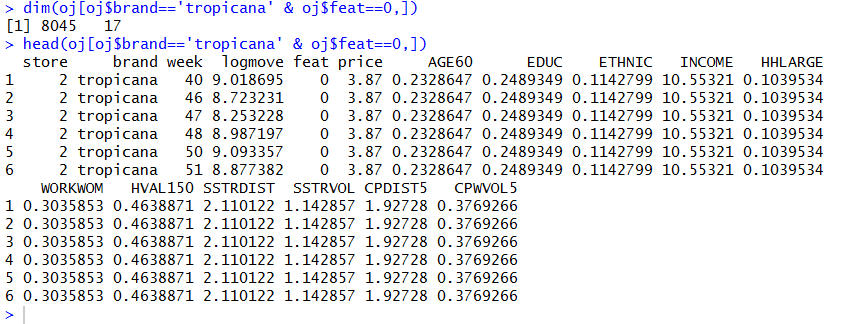 > dim(oj[oj$brand=='tropicana' & oj$feat==0,])
[1] 8045   17
> head(oj[oj$brand=='tropicana' & oj$feat==0,])
  store     brand week  logmove feat price     AGE60      EDUC    ETHNIC   INCOME   HHLARGE
1     2 tropicana   40 9.018695    0  3.87 0.2328647 0.2489349 0.1142799 10.55321 0.1039534
2     2 tropicana   46 8.723231    0  3.87 0.2328647 0.2489349 0.1142799 10.55321 0.1039534
3     2 tropicana   47 8.253228    0  3.87 0.2328647 0.2489349 0.1142799 10.55321 0.1039534
4     2 tropicana   48 8.987197    0  3.87 0.2328647 0.2489349 0.1142799 10.55321 0.1039534
5     2 tropicana   50 9.093357    0  3.87 0.2328647 0.2489349 0.1142799 10.55321 0.1039534
6     2 tropicana   51 8.877382    0  3.87 0.2328647 0.2489349 0.1142799 10.55321 0.1039534
    WORKWOM   HVAL150 SSTRDIST  SSTRVOL CPDIST5   CPWVOL5
1 0.3035853 0.4638871 2.110122 1.142857 1.92728 0.3769266
2 0.3035853 0.4638871 2.110122 1.142857 1.92728 0.3769266
3 0.3035853 0.4638871 2.110122 1.142857 1.92728 0.3769266
4 0.3035853 0.4638871 2.110122 1.142857 1.92728 0.3769266
5 0.3035853 0.4638871 2.110122 1.142857 1.92728 0.3769266
6 0.3035853 0.4638871 2.110122 1.142857 1.92728 0.3769266
>